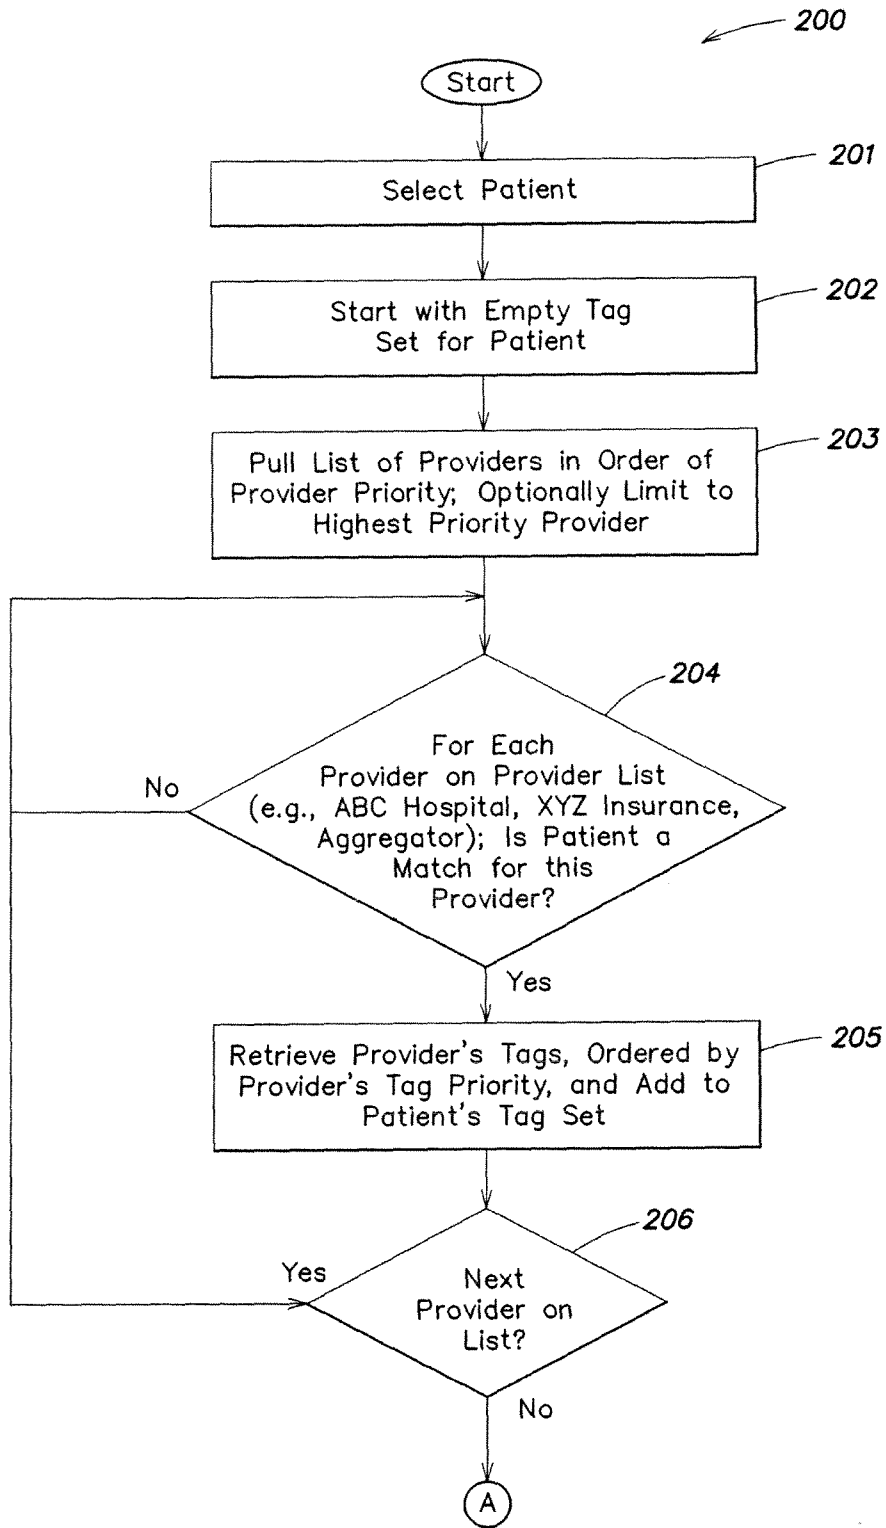 200
Start
201
Select Patient
202
Start with Empty Tag
Set for Patient
203
Pull List of Providers in Order of
Provider Priority; Optionally Limit to
Highest Priority Provider
204
For Each
Provider on Provider List
(e.g., ABC Hospital, XYZ Insurance,
Aggregator); Is Patient a
Match for this
Provider?
No
Yes
205
Retrieve Provider's Tags, Ordered by
Provider's Tag Priority, and Add to
Patient's Tag Set
206
Yes
Next
Provider on
List?
No
A